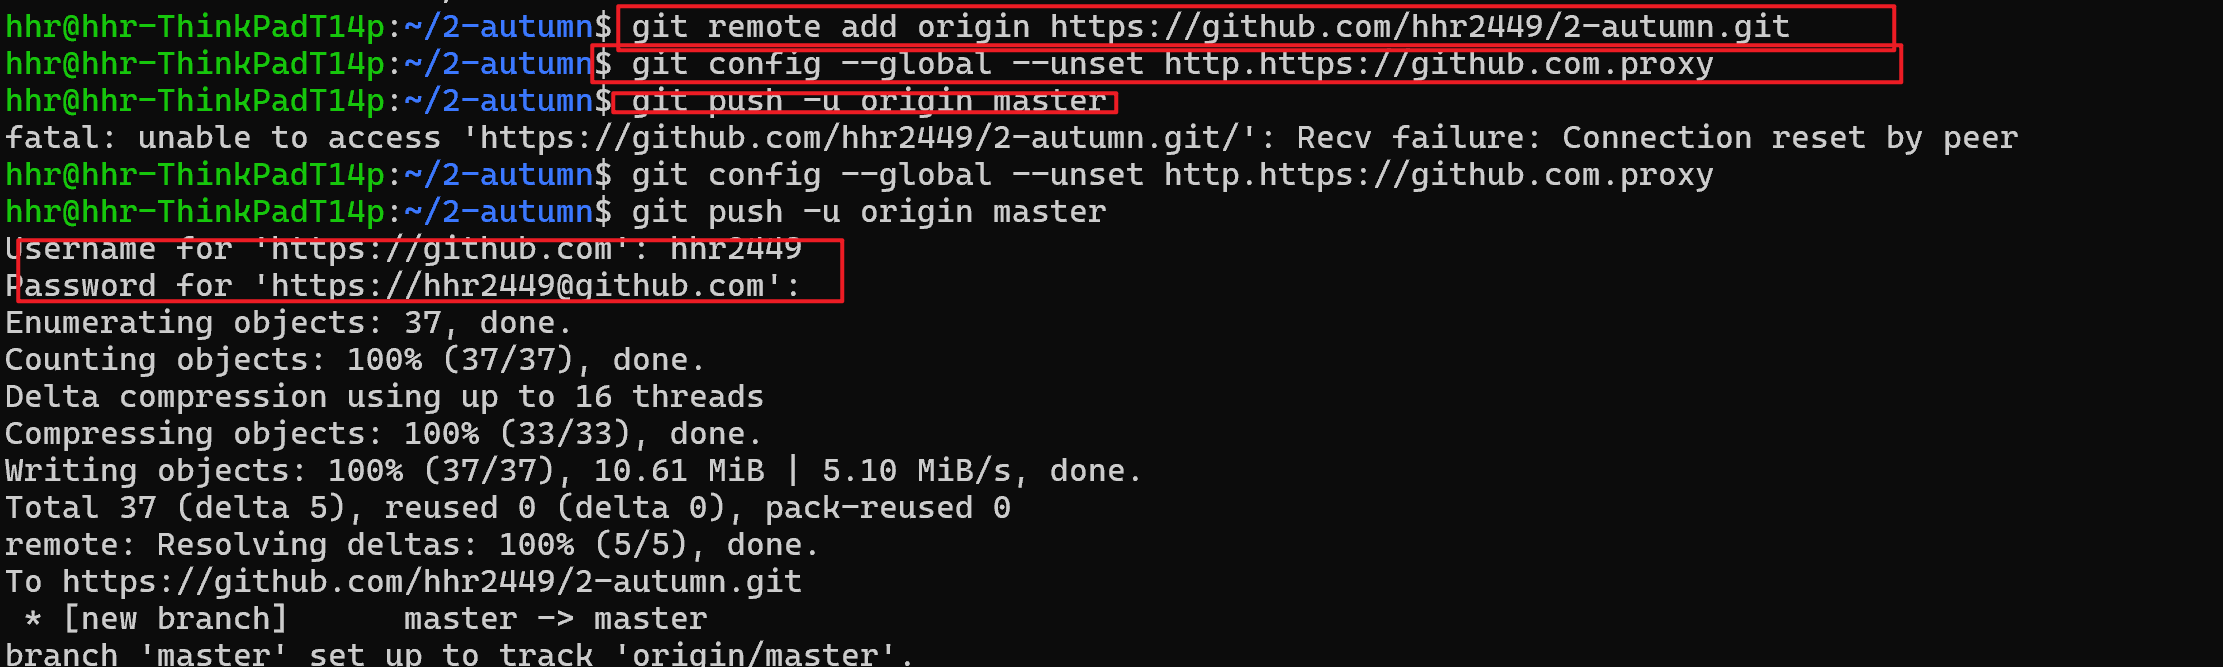 hhr@hhr-ThinkPadT14p:~/2-autumn$ git remote add origin https://github.com/hhr2449/2-autumn.git
hhr@hhr-ThinkPadT14p:~/2-autumn$ git config --global --unset http.https://github.com.proxy
hhr@hhr-ThinkPadT14p:~/2-autumn$ git push -u origin master
fatal: unable to access 'https://github.com/hhr2449/2-autumn.git/': Recv failure: Connection reset by peer
hhr@hhr-ThinkPadT14p:~/2-autumn$ git config --global --unset http.https://github.com.proxy
hhr@hhr-ThinkPadT14p:~/2-autumn$ git push -u origin master
Username for 'https://github.com': hhr2449
Password for 'https://hhr2449@github.com':
Enumerating objects: 37, done.
Counting objects: 100% (37/37), done.
Delta compression using up to 16 threads
Compressing objects: 100% (33/33), done.
Writing objects: 100% (37/37), 10.61 MiB | 5.10 MiB/s, done.
Total 37 (delta 5), reused 0 (delta 0), pack-reused 0
remote: Resolving deltas: 100% (5/5), done.
To https://github.com/hhr2449/2-autumn.git
 * [new branch]      master -> master
branch 'master' set up to track 'origin/master'.